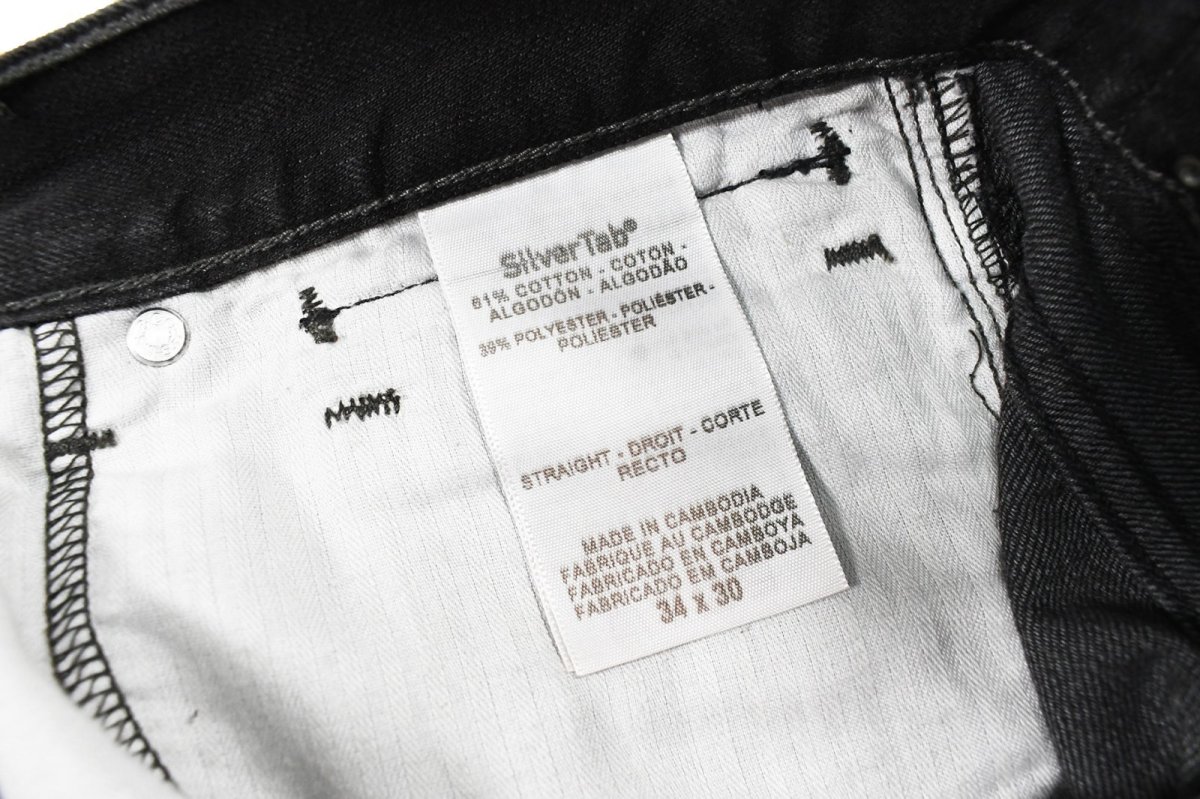 SilverTab®
61% COTTON - COTON -
ALGODÓN - ALGODÃO
39% POLYESTER - POLIÉSTER -
POLIESTER
STRAIGHT - DROIT - CORTE
RECTO
MADE IN CAMBODIA
FABRIQUE AU CAMBODGE
FABRICADO EN CAMBOYA
FABRICADO EM CAMBOJA
34 x 30